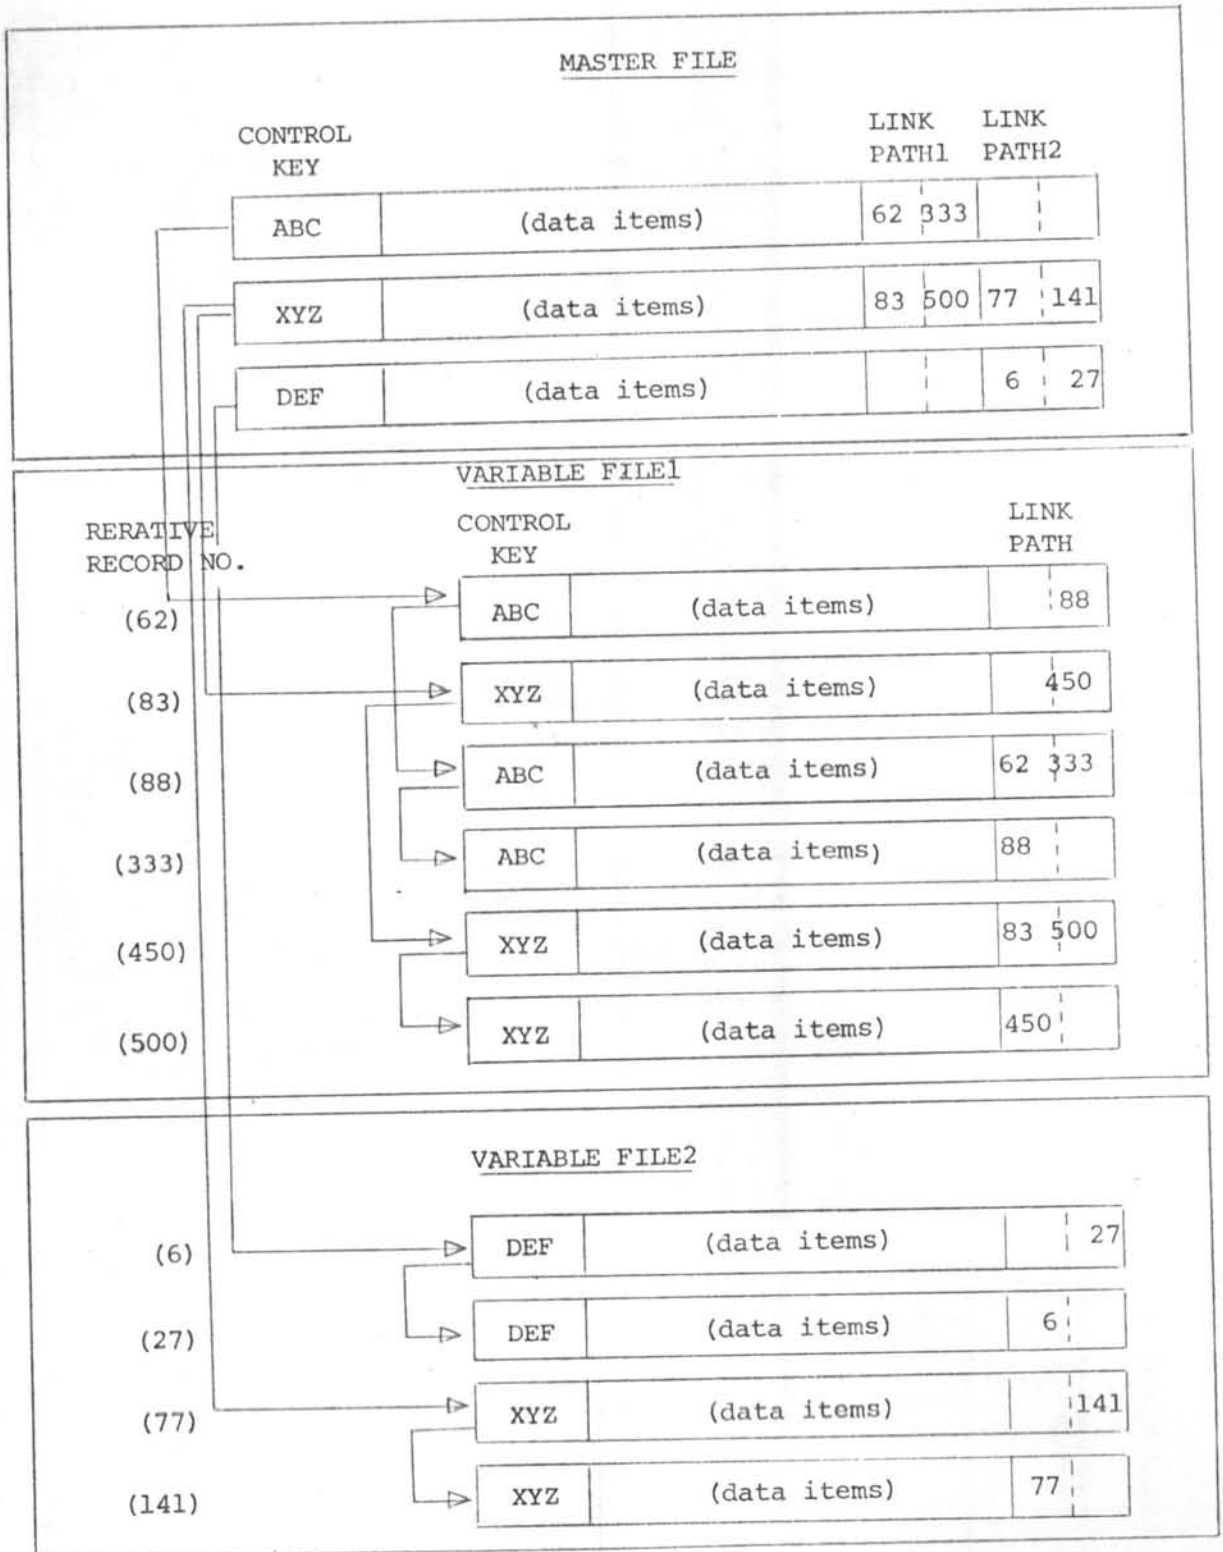 MASTER FILE
CONTROL KEY
LINK PATH1
LINK PATH2
ABC (data items) 62 333
XYZ (data items) 83 500 77 141
DEF (data items) 6 27
VARIABLE FILE1
RERATIVE RECORD NO.
CONTROL KEY
LINK PATH
(62) ABC (data items) 88
(83) XYZ (data items) 450
(88) ABC (data items) 62 333
(333) ABC (data items) 88
(450) XYZ (data items) 83 500
(500) XYZ (data items) 450
VARIABLE FILE2
(6) DEF (data items) 27
(27) DEF (data items) 6
(77) XYZ (data items) 141
(141) XYZ (data items) 77